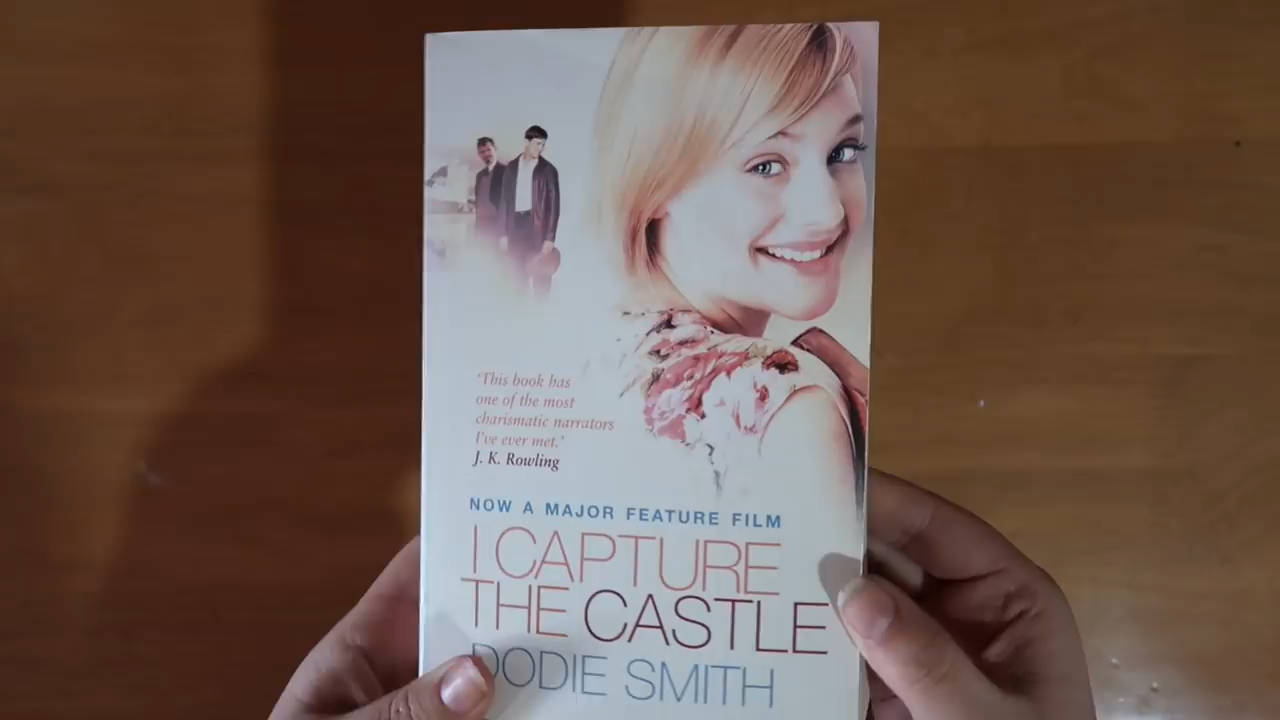 'This book has
one of the most
charismatic narrators
I've ever met.'
J. K. Rowling
NOW A MAJOR FEATURE FILM
I CAPTURE
THE CASTLE
DODIE SMITH